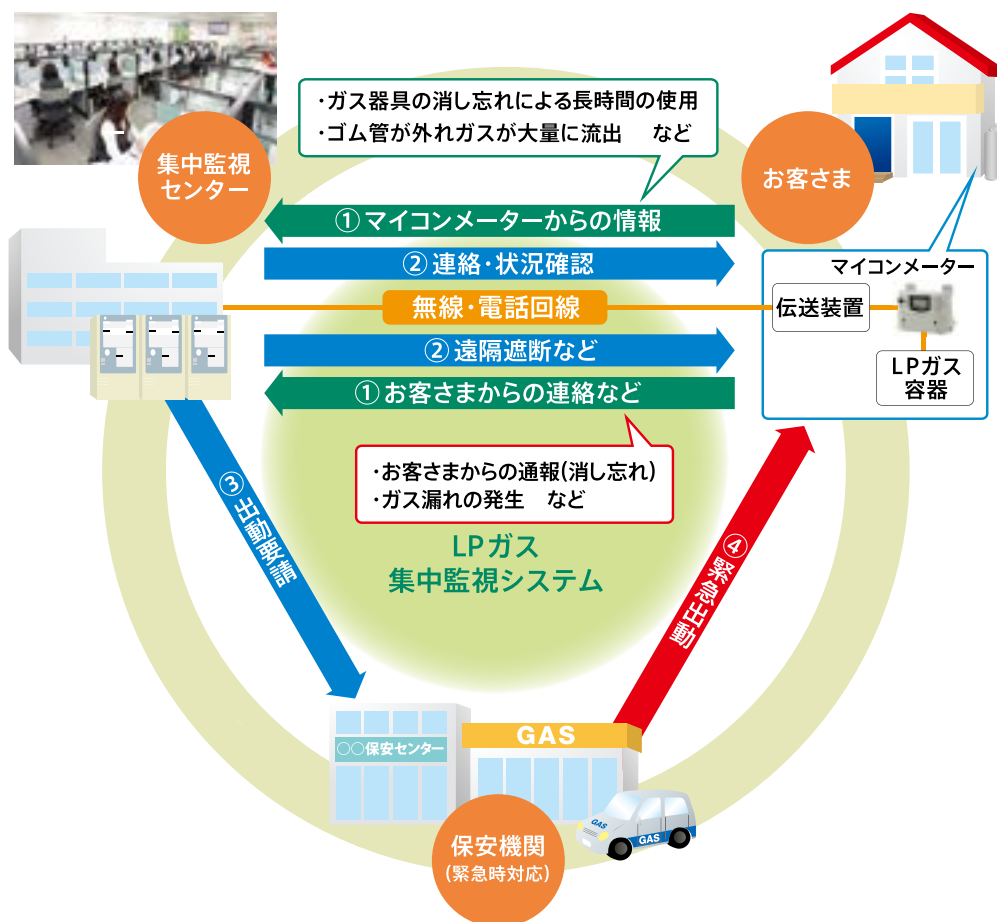 ・ガス器具の消し忘れによる長時間の使用
・ゴム管が外れガスが大量に流出　など
集中監視
センター
お客さま
①マイコンメーターからの情報
②連絡・状況確認
マイコンメーター
無線・電話回線
伝送装置
②遠隔遮断など
LPガス
容器
①お客さまからの連絡など
・お客さまからの通報(消し忘れ)
・ガス漏れの発生　など
③出動要請
LPガス
集中監視システム
④緊急出動
〇〇保安センター
GAS
GAS
GAS
保安機関
(緊急時対応)